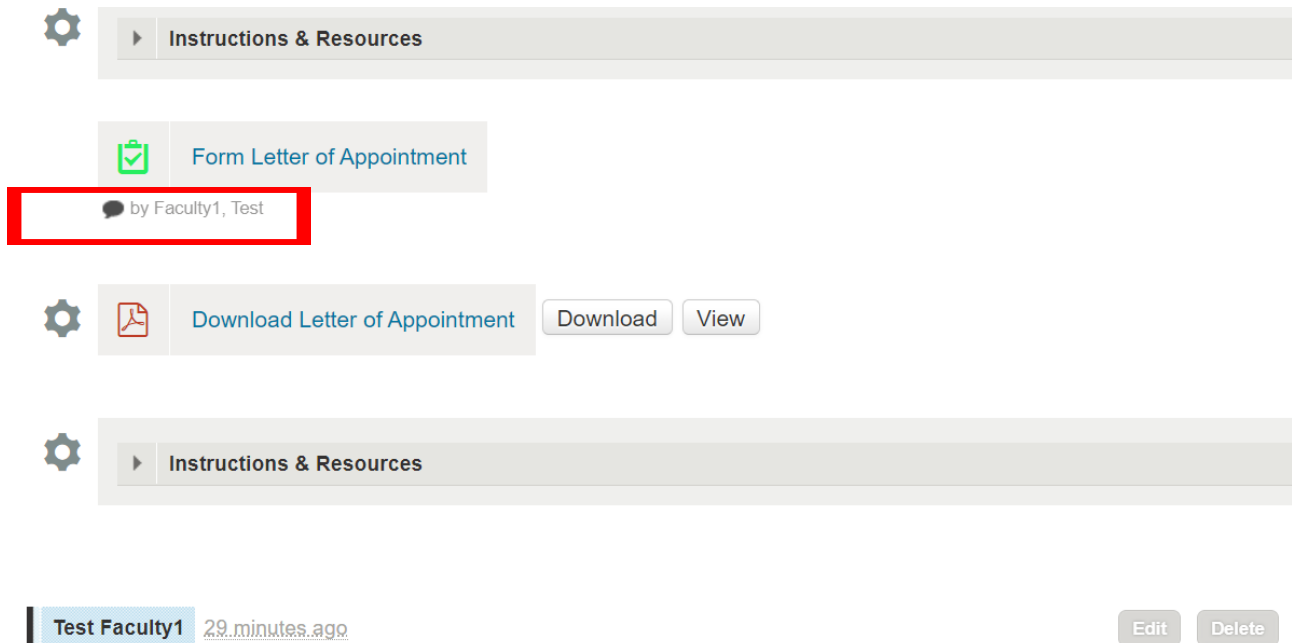 Instructions & Resources
Form Letter of Appointment
by Faculty1, Test
Download Letter of Appointment Download View
Instructions & Resources
Test Faculty1 29 minutes ago Edit Delete